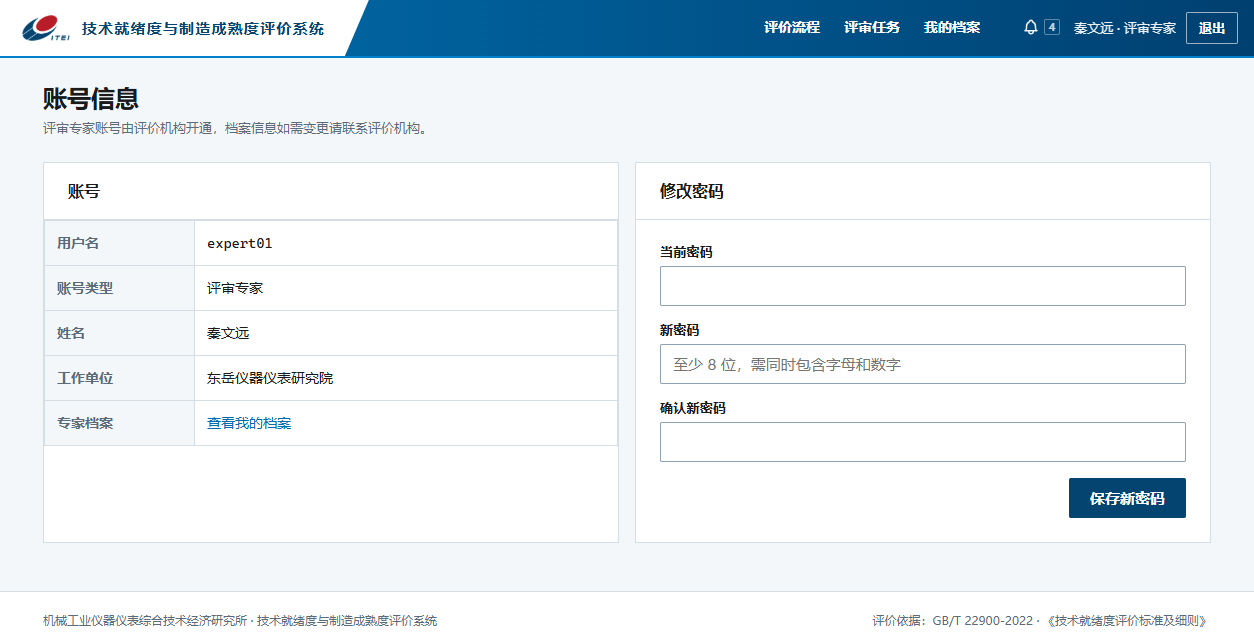 ITEI
技术就绪度与制造成熟度评价系统
评价流程 评审任务 我的档案 4 秦文远 · 评审专家 退出
账号信息
评审专家账号由评价机构开通，档案信息如需变更请联系评价机构。
账号
用户名 expert01
账号类型 评审专家
姓名 秦文远
工作单位 东岳仪器仪表研究院
专家档案 查看我的档案
修改密码
当前密码
新密码
至少 8 位，需同时包含字母和数字
确认新密码
保存新密码
机械工业仪器仪表综合技术经济研究所 · 技术就绪度与制造成熟度评价系统
评价依据：GB/T 22900-2022 · 《技术就绪度评价标准及细则》